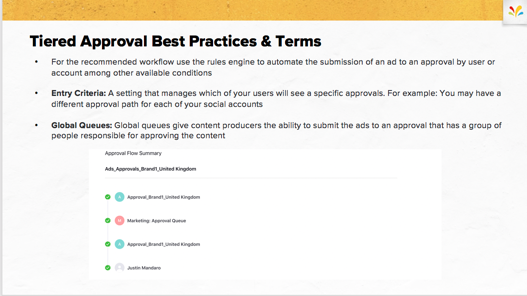 Tiered Approval Best Practices & Terms
• For the recommended workflow use the rules engine to automate the submission of an ad to an approval by user or
account among other available conditions
• Entry Criteria: A setting that manages which of your users will see a specific approvals. For example: You may have a
different approval path for each of your social accounts
• Global Queues: Global queues give content producers the ability to submit the ads to an approval that has a group of
people responsible for approving the content
Approval Flow Summary
Ads_Approvals_Brand1_United Kingdom
Approval_Brand1_United Kingdom
Marketing: Approval Queue
Approval_Brand1_United Kingdom
Justin Mandaro